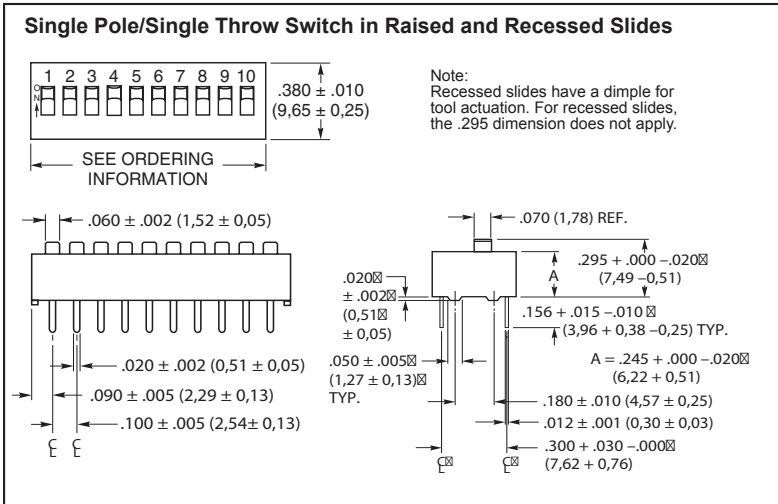 Single Pole/Single Throw Switch in Raised and Recessed Slides
1 2 3 4 5 6 7 8 9 10
O
N
.380 ± .010
(9,65 ± 0,25)
Note:
Recessed slides have a dimple for
tool actuation. For recessed slides,
the .295 dimension does not apply.
SEE ORDERING
INFORMATION
.060 ± .002 (1,52 ± 0,05)
.020 ± .002 (0,51 ± 0,05)
.090 ± .005 (2,29 ± 0,13)
.100 ± .005 (2,54± 0,13)
℄ ℄
.070 (1,78) REF.
A
.295 + .000 –.020
(7,49 –0,51)
.020
± .002
(0,51
± 0,05)
.156 + .015 –.010
(3,96 + 0,38 –0,25) TYP.
.050 ± .005
(1,27 ± 0,13)
TYP.
A = .245 + .000 –.020
(6,22 + 0,51)
.180 ± .010 (4,57 ± 0,25)
.012 ± .001 (0,30 ± 0,03)
.300 + .030 –.000
(7,62 + 0,76)
℄ ℄